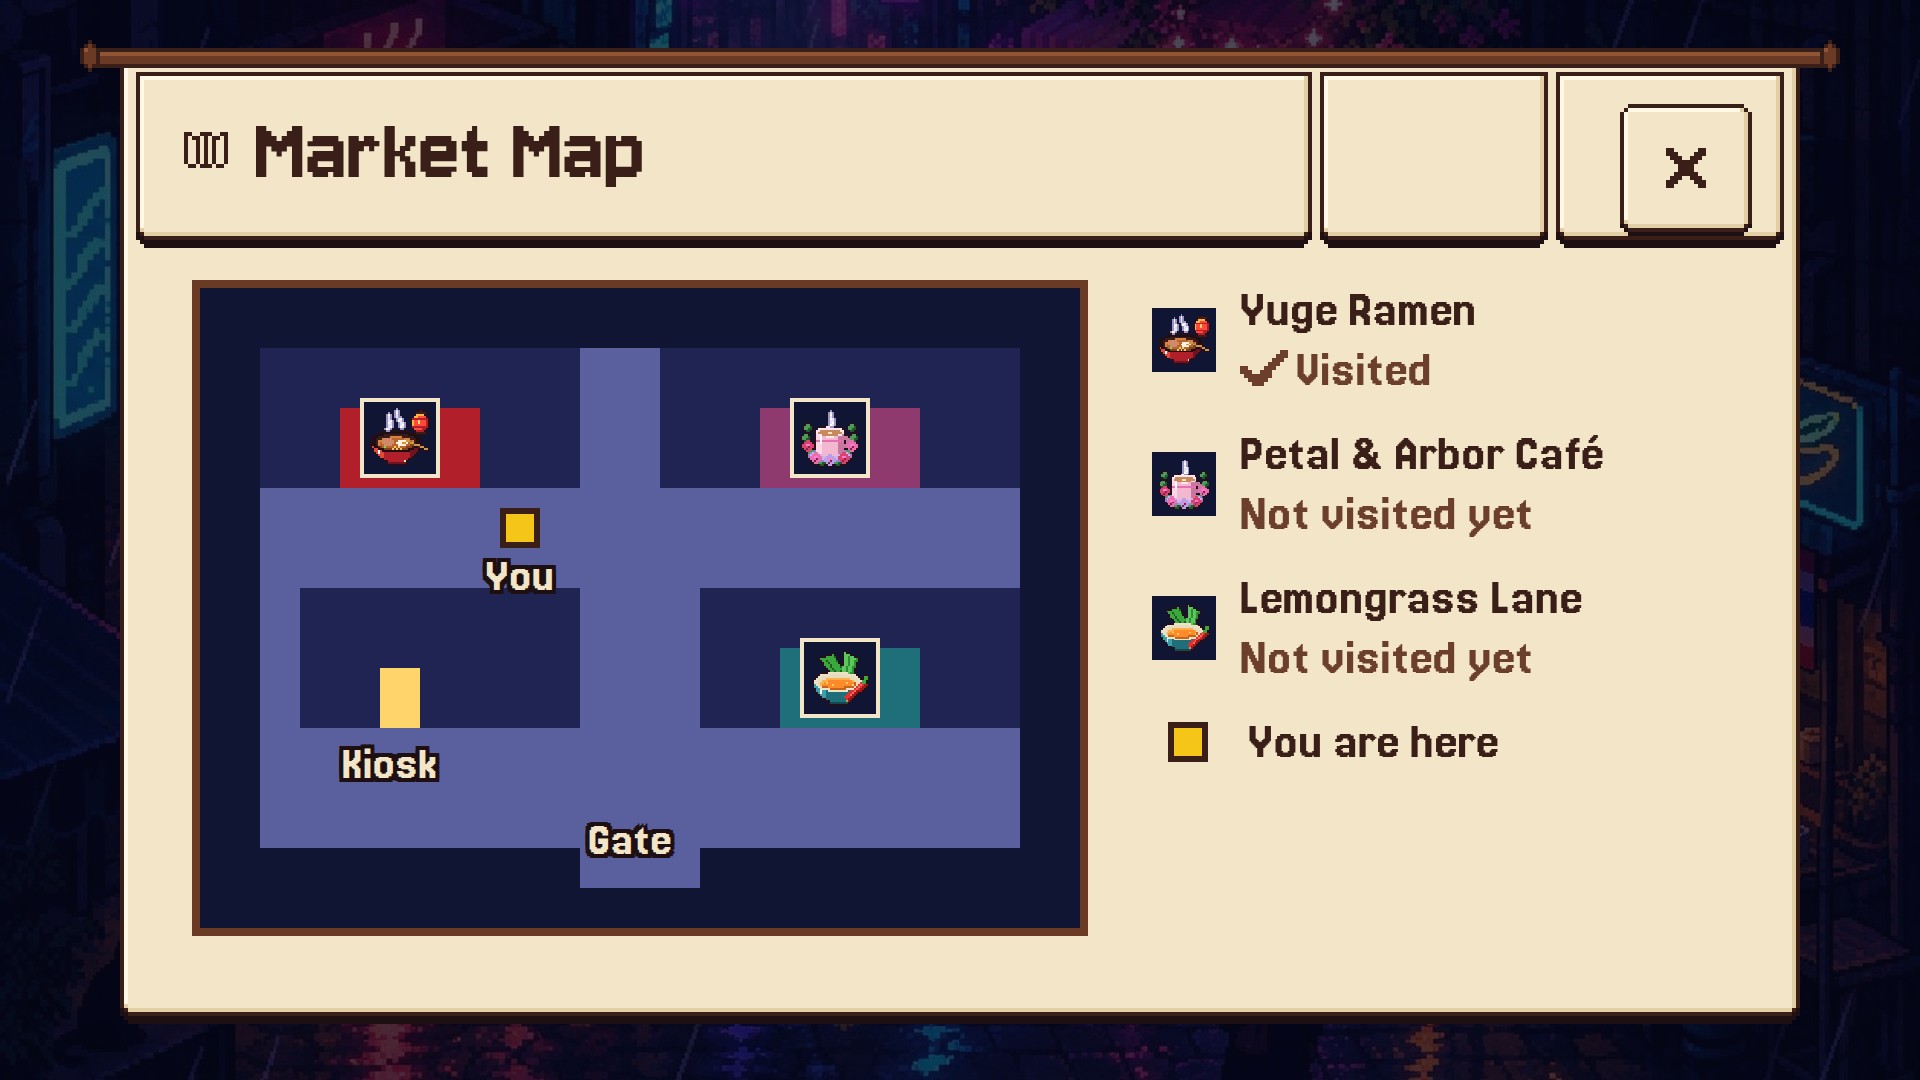 Market Map
You
Kiosk
Gate
Yuge Ramen
Visited
Petal & Arbor Café
Not visited yet
Lemongrass Lane
Not visited yet
You are here